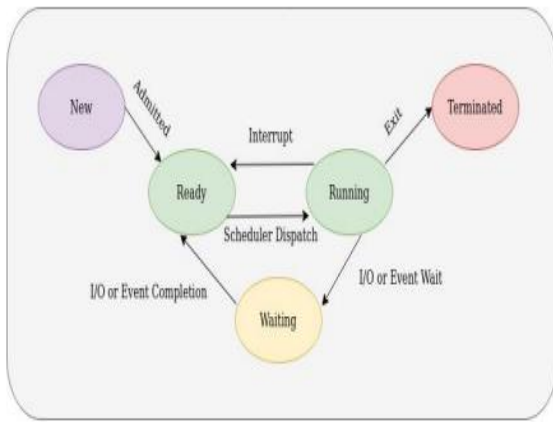 New
Admitted
Terminated
Exit
Interrupt
Ready
Running
Scheduler Dispatch
I/O or Event Completion
I/O or Event Wait
Waiting